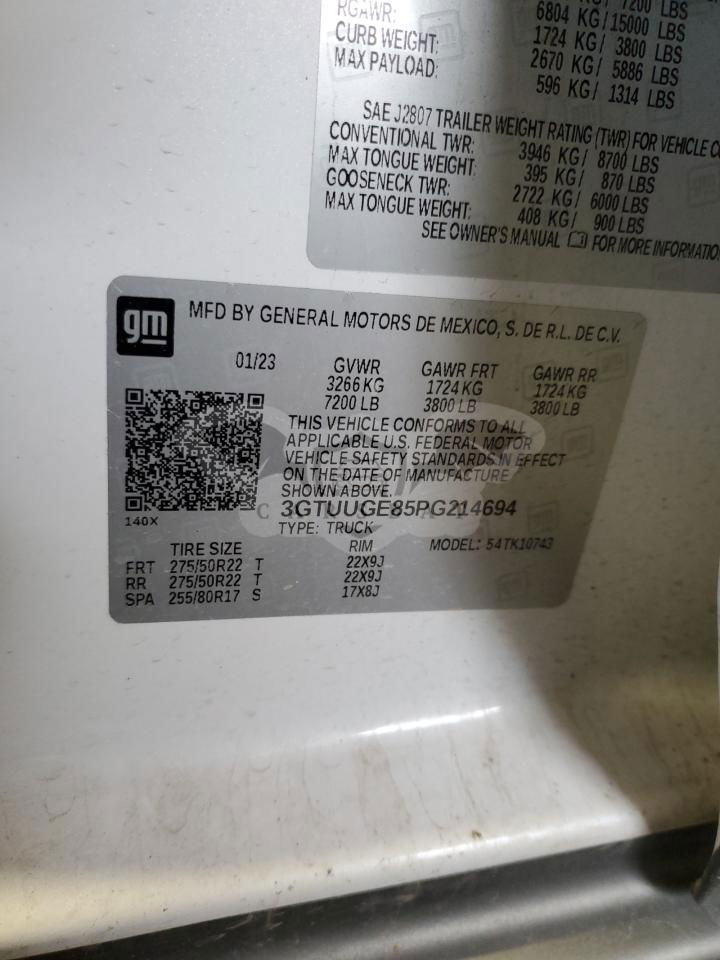 7200 LBS
RGAWR: 6804 KG/15000 LBS
CURB WEIGHT: 1724 KG/ 3800 LBS
MAX PAYLOAD: 2670 KG/ 5886 LBS
596 KG/ 1314 LBS
SAE J2807 TRAILER WEIGHT RATING (TWR) FOR VEHICLE
CONVENTIONAL TWR: 3946 KG/ 8700 LBS
MAX TONGUE WEIGHT: 395 KG/ 870 LBS
GOOSENECK TWR: 2722 KG/ 6000 LBS
MAX TONGUE WEIGHT: 408 KG/ 900 LBS
SEE OWNER'S MANUAL FOR MORE INFORMATION
gm
MFD BY GENERAL MOTORS DE MEXICO, S. DE R.L. DE C.V.
01/23 GVWR GAWR FRT GAWR RR
3266 KG 1724 KG 1724 KG
7200 LB 3800 LB 3800 LB
THIS VEHICLE CONFORMS TO ALL
APPLICABLE U.S. FEDERAL MOTOR
VEHICLE SAFETY STANDARDS IN EFFECT
ON THE DATE OF MANUFACTURE
SHOWN ABOVE.
3GTUUGE85PG214694
140X
TYPE: TRUCK
TIRE SIZE RIM MODEL: 54TK10743
FRT 275/50R22 T 22X9J
RR 275/50R22 T 22X9J
SPA 255/80R17 S 17X8J